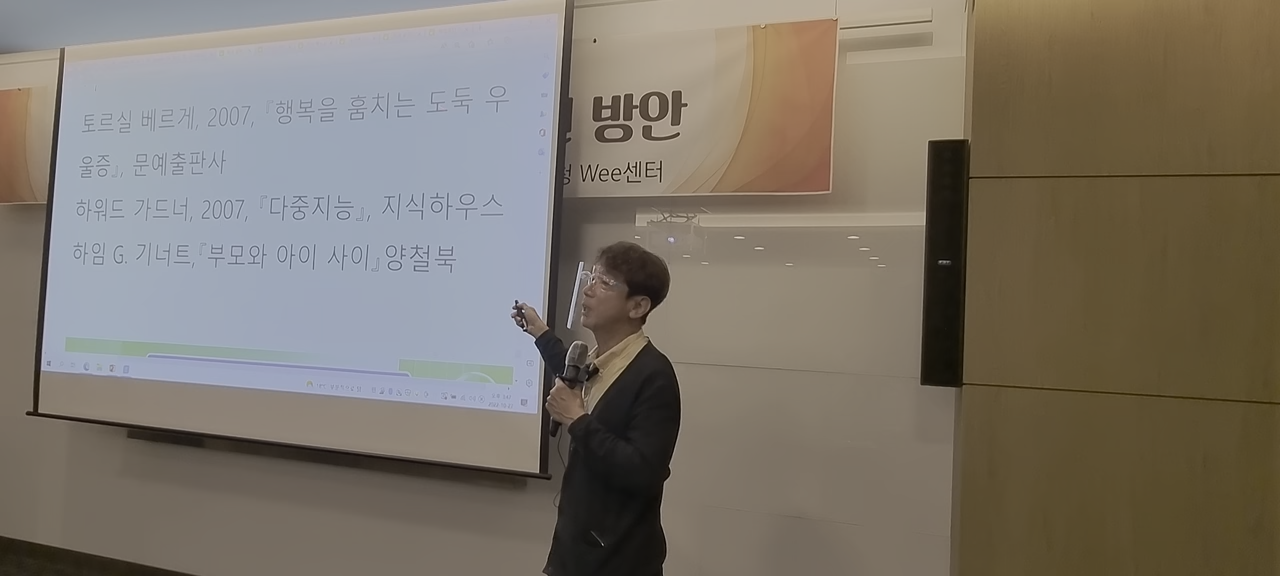 토르실 베르게, 2007, 『행복을 훔치는 도둑 우
울증』, 문예출판사
하워드 가드너, 2007, 『다중지능』, 지식하우스
하임 G. 기너트,『부모와 아이 사이』양철북
방안
Wee센터